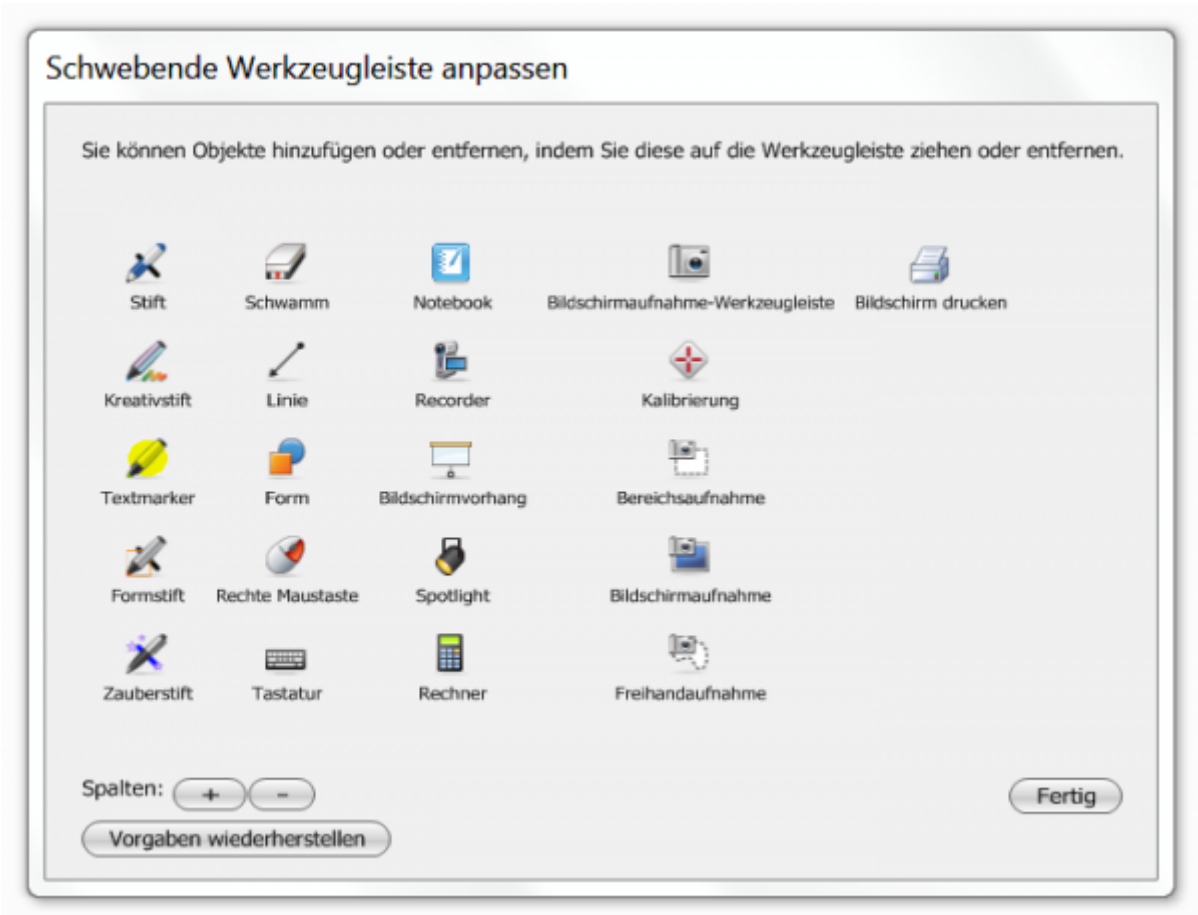 Schwebende Werkzeugleiste anpassen
Sie können Objekte hinzufügen oder entfernen, indem Sie diese auf die Werkzeugleiste ziehen oder entfernen.
Stift Schwamm Notebook Bildschirmaufnahme-Werkzeugleiste Bildschirm drucken
Kreativstift Linie Recorder Kalibrierung
Textmarker Form Bildschirmvorhang Bereichsaufnahme
Formstift Rechte Maustaste Spotlight Bildschirmaufnahme
Zauberstift Tastatur Rechner Freihandaufnahme
Spalten: + - Fertig
Vorgaben wiederherstellen